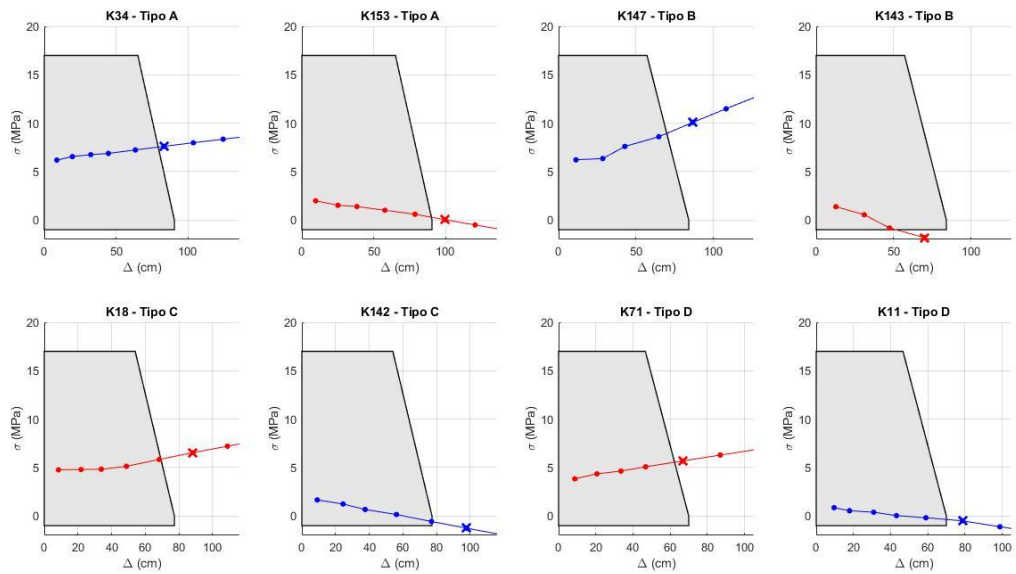 K34 - Tipo A
20
15
10
5
0
σ (MPa)
0 50 100
Δ (cm)
K153 - Tipo A
20
15
10
5
0
σ (MPa)
0 50 100
Δ (cm)
K147 - Tipo B
20
15
10
5
0
σ (MPa)
0 50 100
Δ (cm)
K143 - Tipo B
20
15
10
5
0
σ (MPa)
0 50 100
Δ (cm)
K18 - Tipo C
20
15
10
5
0
σ (MPa)
0 20 40 60 80 100
Δ (cm)
K142 - Tipo C
20
15
10
5
0
σ (MPa)
0 20 40 60 80 100
Δ (cm)
K71 - Tipo D
20
15
10
5
0
σ (MPa)
0 20 40 60 80 100
Δ (cm)
K11 - Tipo D
20
15
10
5
0
σ (MPa)
0 20 40 60 80 100
Δ (cm)